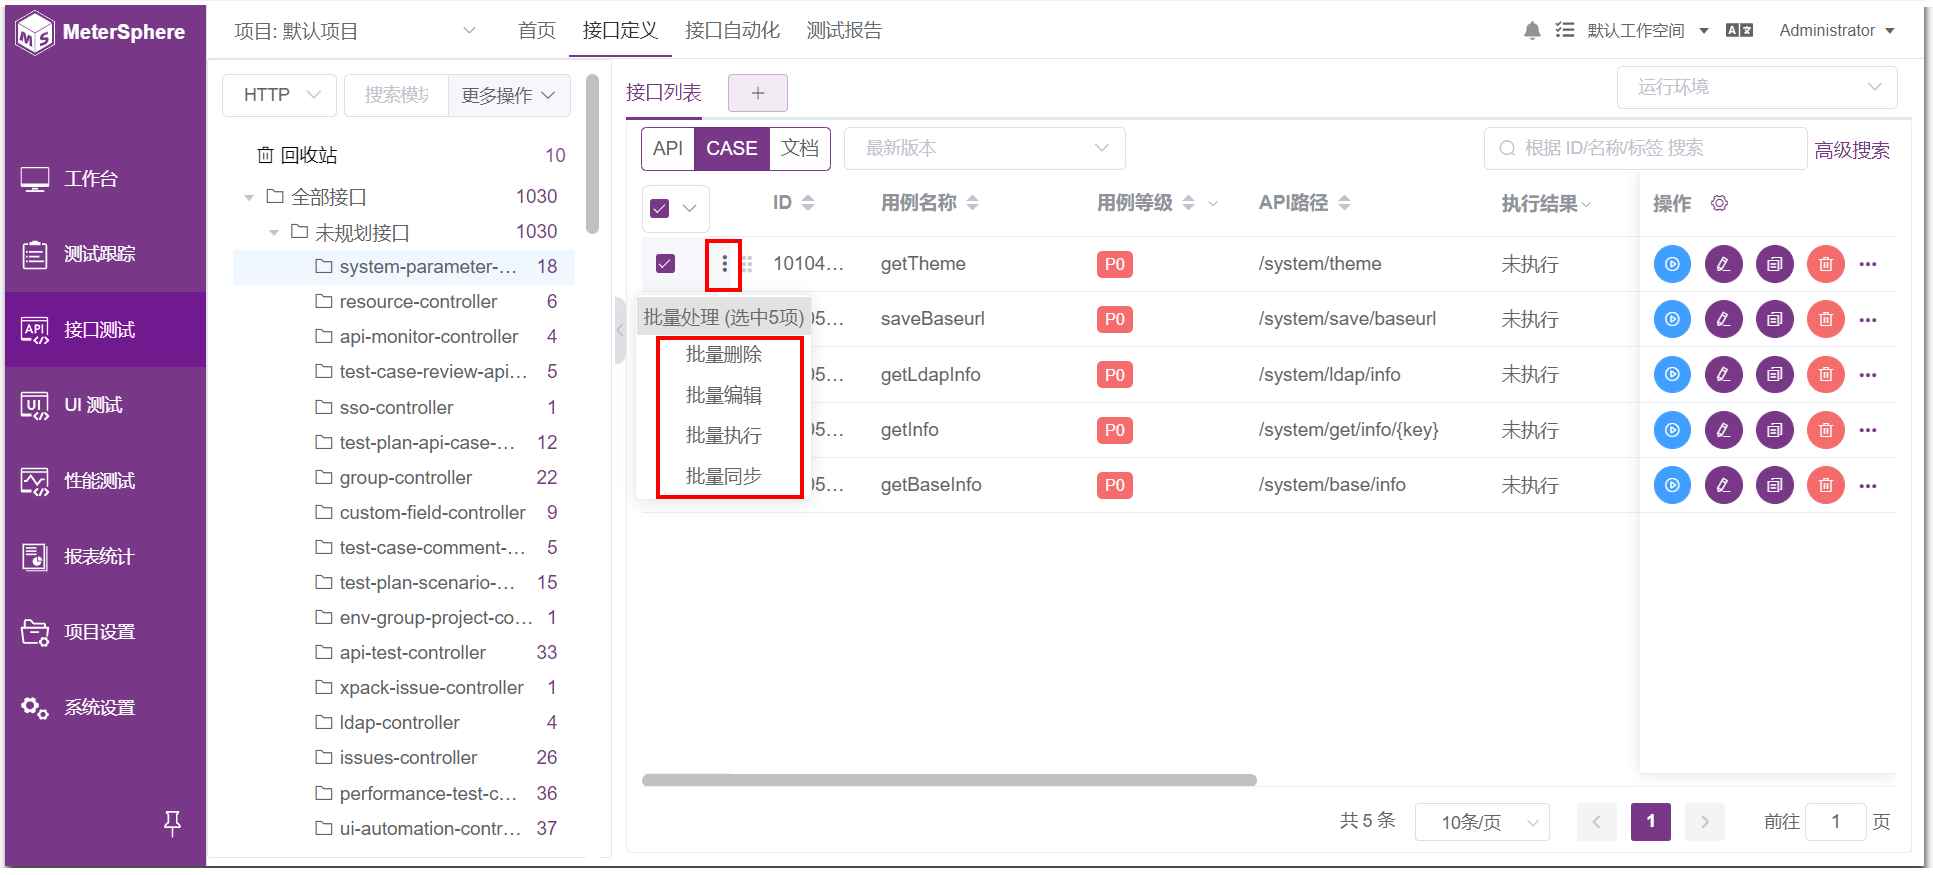 MeterSphere
项目: 默认项目
首页
接口定义
接口自动化
测试报告
默认工作空间
Administrator
工作台
测试跟踪
API
接口测试
UI
UI 测试
性能测试
报表统计
项目设置
系统设置
HTTP
搜索模块
更多操作
回收站 10
全部接口 1030
未规划接口 1030
system-parameter-... 18
resource-controller 6
api-monitor-controller 4
test-case-review-api... 5
sso-controller 1
test-plan-api-case-... 12
group-controller 22
custom-field-controller 9
test-case-comment-... 5
test-plan-scenario-... 15
env-group-project-co... 1
api-test-controller 33
xpack-issue-controller 1
ldap-controller 4
issues-controller 26
performance-test-c... 36
ui-automation-contr... 37
接口列表
+
运行环境
API CASE 文档
最新版本
根据 ID/名称/标签 搜索
高级搜索
ID 用例名称 用例等级 API路径 执行结果 操作
10104... getTheme P0 /system/theme 未执行
05... saveBaseurl P0 /system/save/baseurl 未执行
05... getLdapInfo P0 /system/ldap/info 未执行
05... getInfo P0 /system/get/info/{key} 未执行
05... getBaseInfo P0 /system/base/info 未执行
批量处理 (选中5项)
批量删除
批量编辑
批量执行
批量同步
共 5 条
10条/页
1
前往 1 页